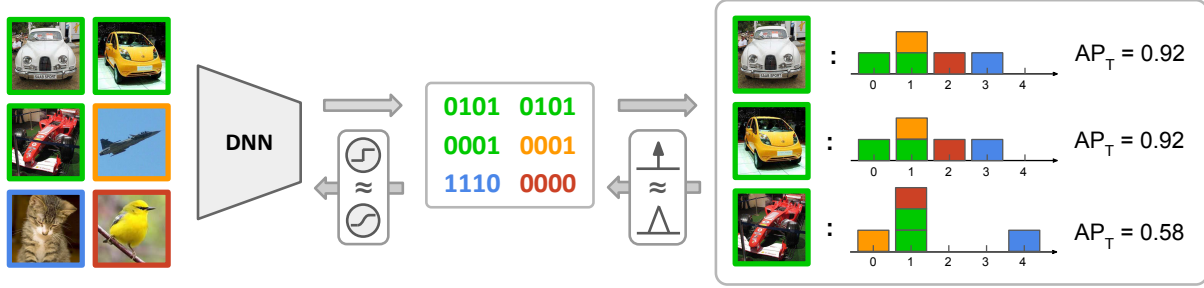 DNN
0101 0101
0001 0001
1110 0000
≈
≈
: 0 1 2 3 4 AP_T = 0.92
: 0 1 2 3 4 AP_T = 0.92
: 0 1 2 3 4 AP_T = 0.58